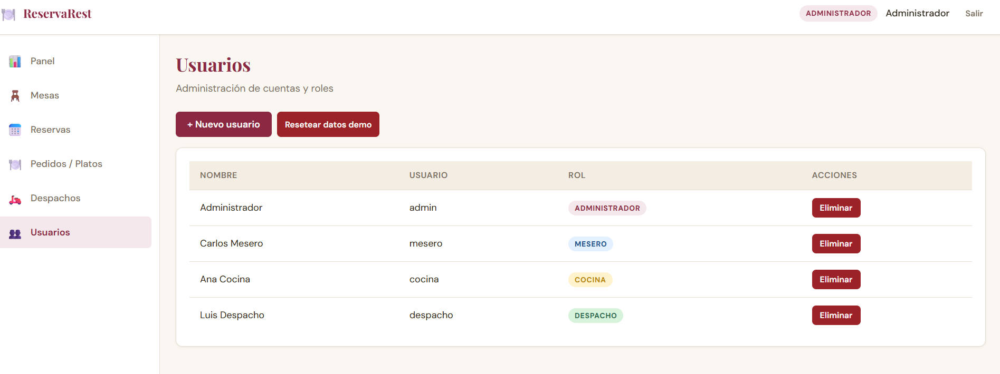 ReservaRest
ADMINISTRADOR Administrador Salir
Panel
Mesas
Reservas
Pedidos / Platos
Despachos
Usuarios
Usuarios
Administración de cuentas y roles
+ Nuevo usuario Resetear datos demo
NOMBRE USUARIO ROL ACCIONES
Administrador admin ADMINISTRADOR Eliminar
Carlos Mesero mesero MESERO Eliminar
Ana Cocina cocina COCINA Eliminar
Luis Despacho despacho DESPACHO Eliminar